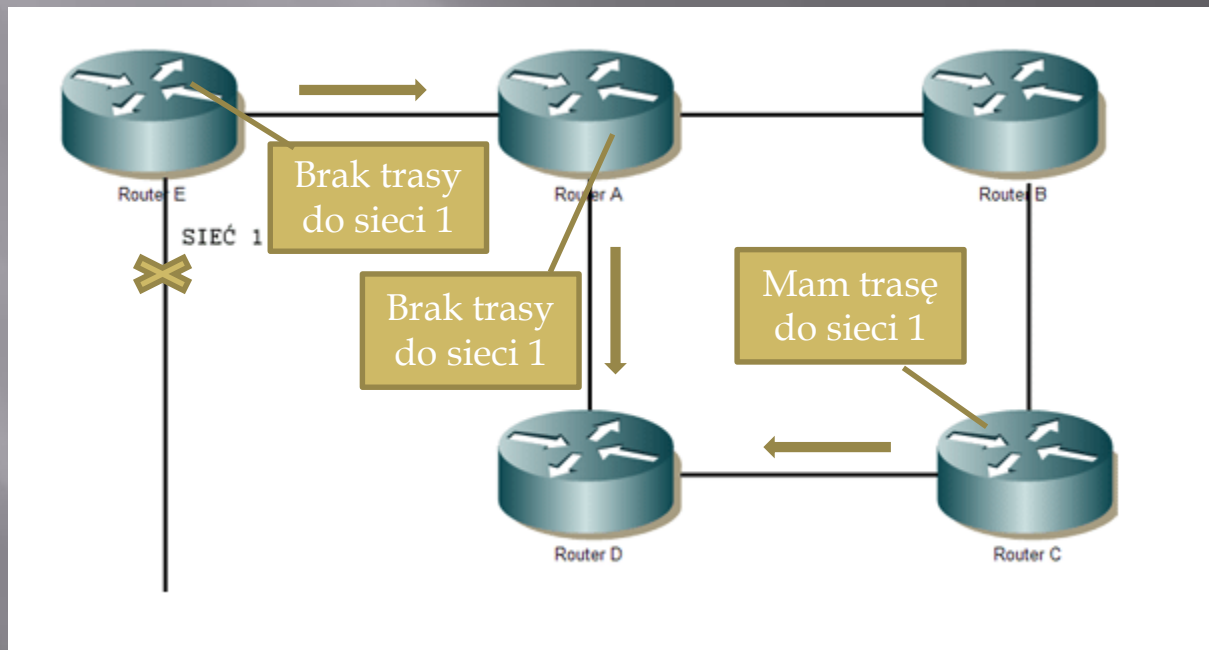 Router E
Router A
Router B
Brak trasy
do sieci 1
SIEĆ 1
Brak trasy
do sieci 1
Mam trasę
do sieci 1
Router D
Router C